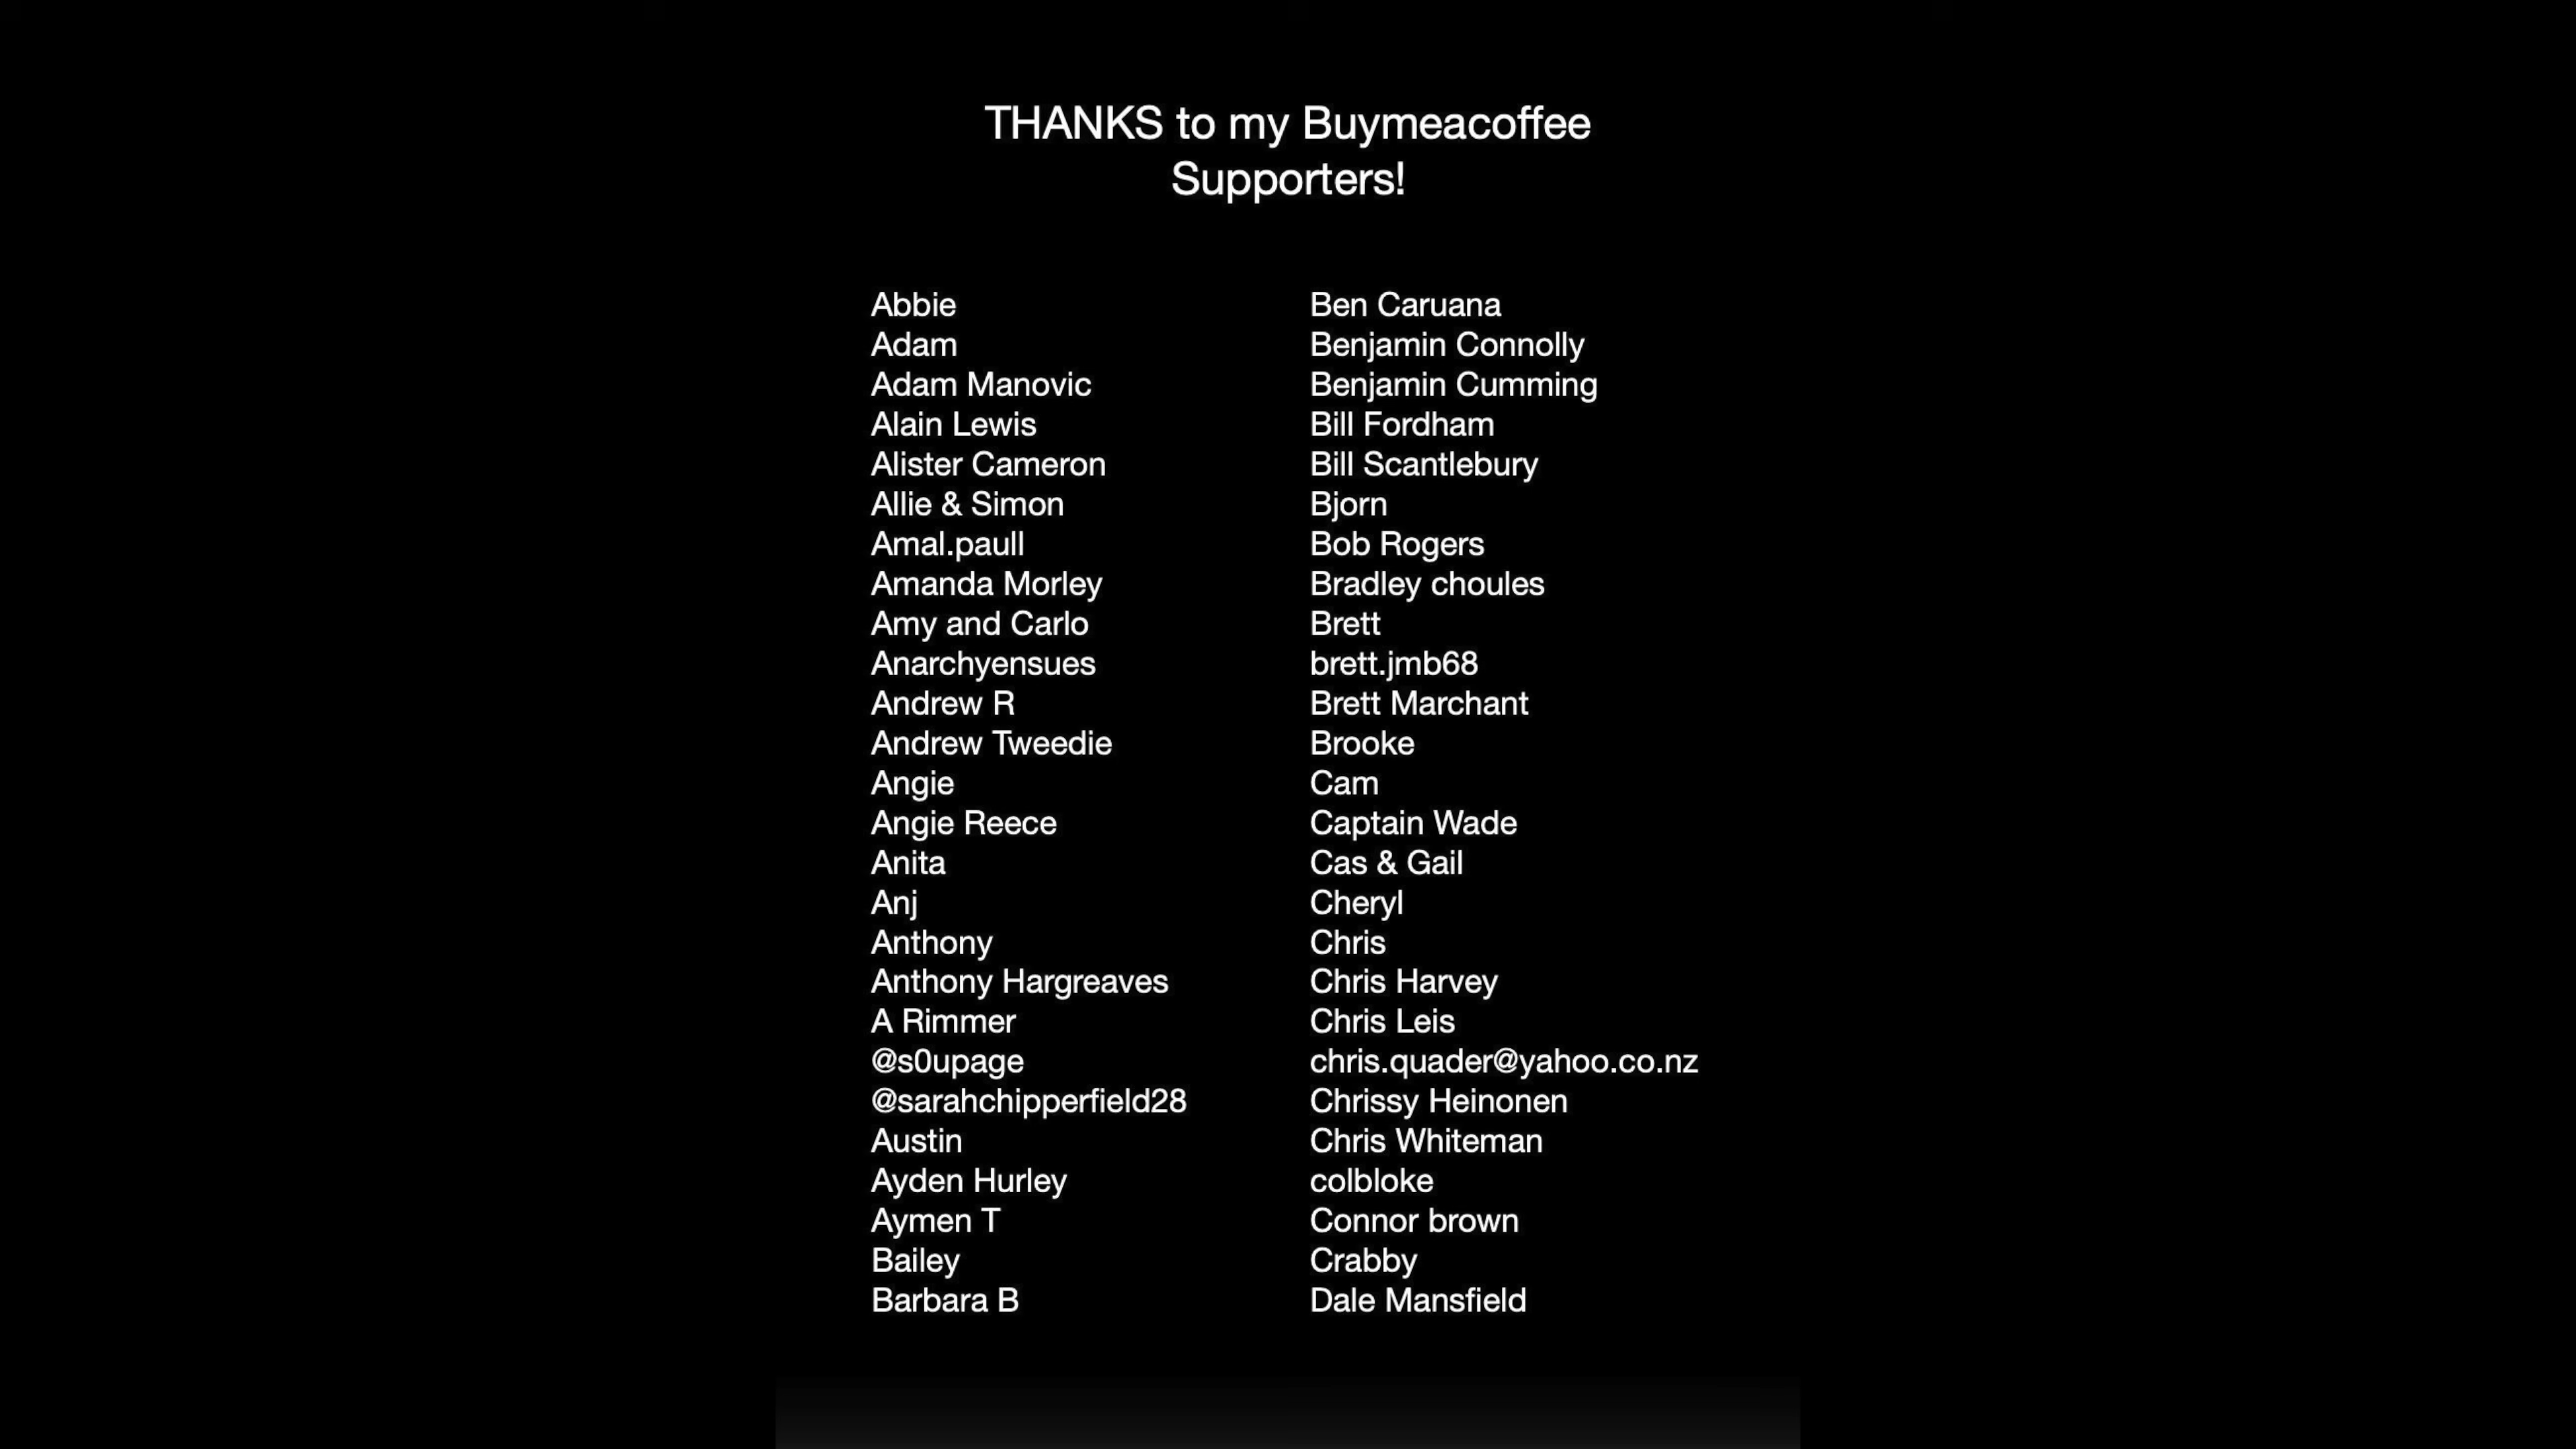 THANKS to my Buymeacoffee
Supporters!
Abbie
Adam
Adam Manovic
Alain Lewis
Alister Cameron
Allie & Simon
Amal.paull
Amanda Morley
Amy and Carlo
Anarchyensues
Andrew R
Andrew Tweedie
Angie
Angie Reece
Anita
Anj
Anthony
Anthony Hargreaves
A Rimmer
@s0upage
@sarahchipperfield28
Austin
Ayden Hurley
Aymen T
Bailey
Barbara B
Ben Caruana
Benjamin Connolly
Benjamin Cumming
Bill Fordham
Bill Scantlebury
Bjorn
Bob Rogers
Bradley choules
Brett
brett.jmb68
Brett Marchant
Brooke
Cam
Captain Wade
Cas & Gail
Cheryl
Chris
Chris Harvey
Chris Leis
chris.quader@yahoo.co.nz
Chrissy Heinonen
Chris Whiteman
colbloke
Connor brown
Crabby
Dale Mansfield